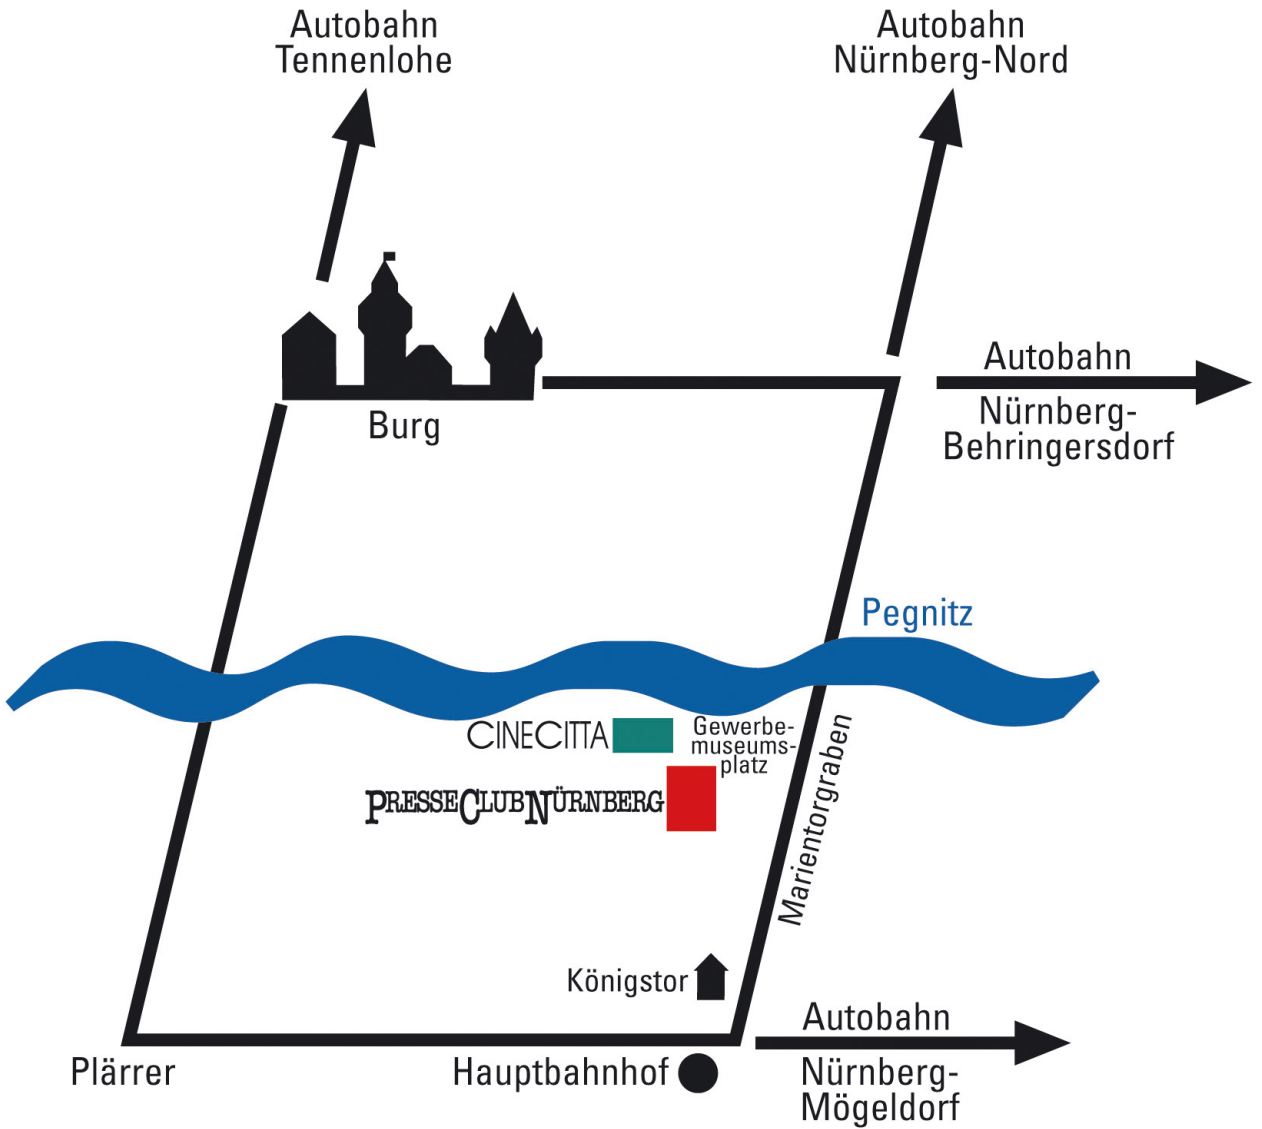 Autobahn
Tennenlohe
Autobahn
Nürnberg-Nord
Autobahn
Nürnberg-
Behringersdorf
Burg
Pegnitz
CINECITTA
Gewerbe-
museums-
platz
PRESSECLUBNÜRNBERG
Marientorgraben
Königstor
Autobahn
Nürnberg-
Mögeldorf
Plärrer
Hauptbahnhof